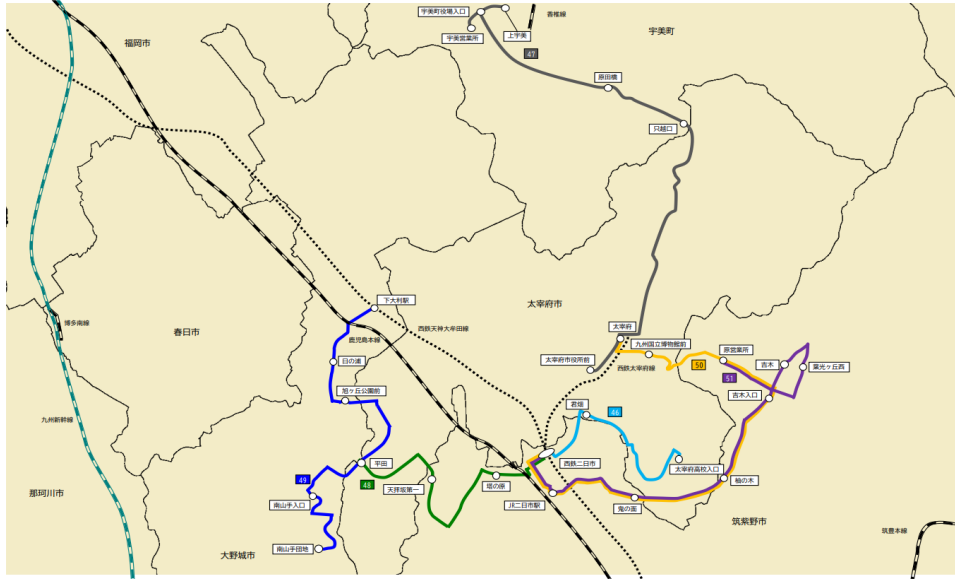 宇美町役場入口
香椎線
上宇美
宇美営業所
宇美町
福岡市
47
原田橋
只越口
下大利駅
太宰府市
博多南線
春日市
西鉄天神大牟田線
鹿児島本線
太宰府
九州国立博物館前
原営業所
日の浦
太宰府市役所前
西鉄太宰府線
50
51
吉木
葉光ヶ丘西
旭ヶ丘公園前
吉木入口
君畑
46
九州新幹線
平田
西鉄二日市
太宰府高校入口
49
48
天拝坂第一
塔の原
柚の木
那珂川市
南山手入口
JR二日市駅
鬼の面
筑紫野市
筑豊本線
大野城市
南山手団地